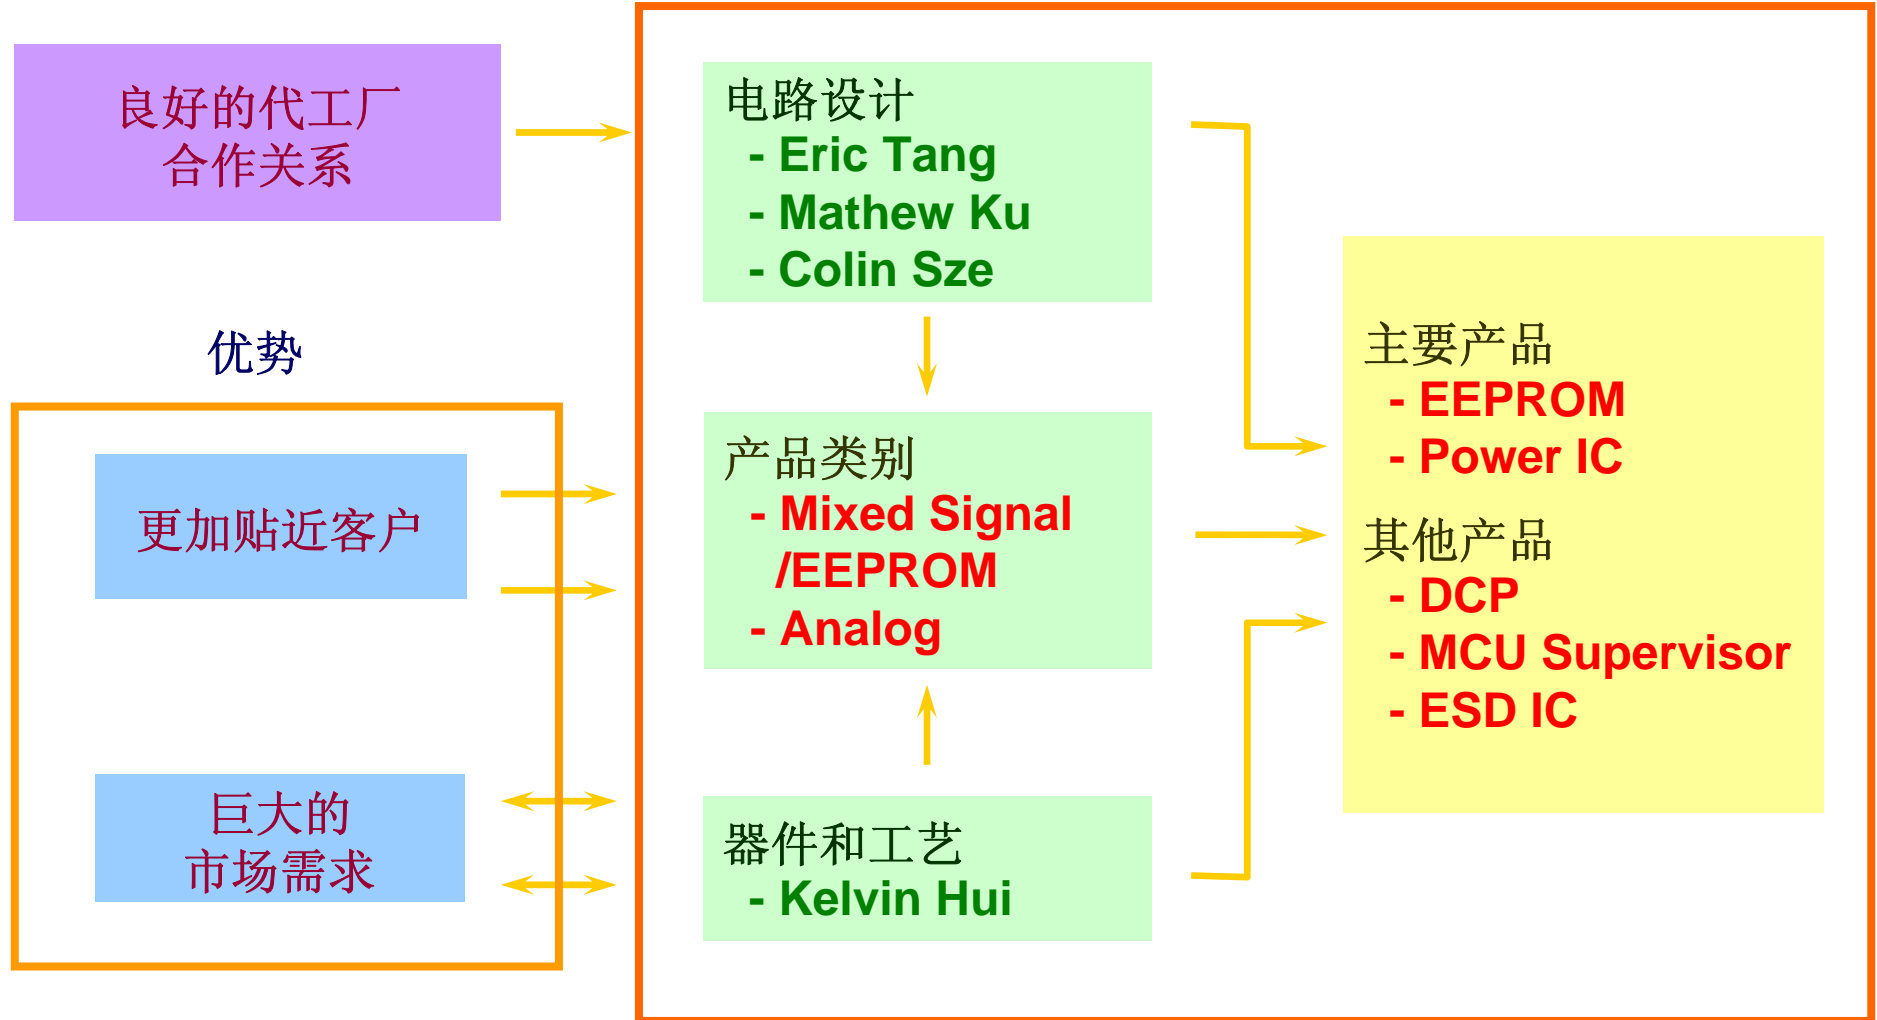 良好的代工厂
合作关系
优势
更加贴近客户
巨大的
市场需求
电路设计
- Eric Tang
- Mathew Ku
- Colin Sze
产品类别
- Mixed Signal
/EEPROM
- Analog
器件和工艺
- Kelvin Hui
主要产品
- EEPROM
- Power IC
其他产品
- DCP
- MCU Supervisor
- ESD IC